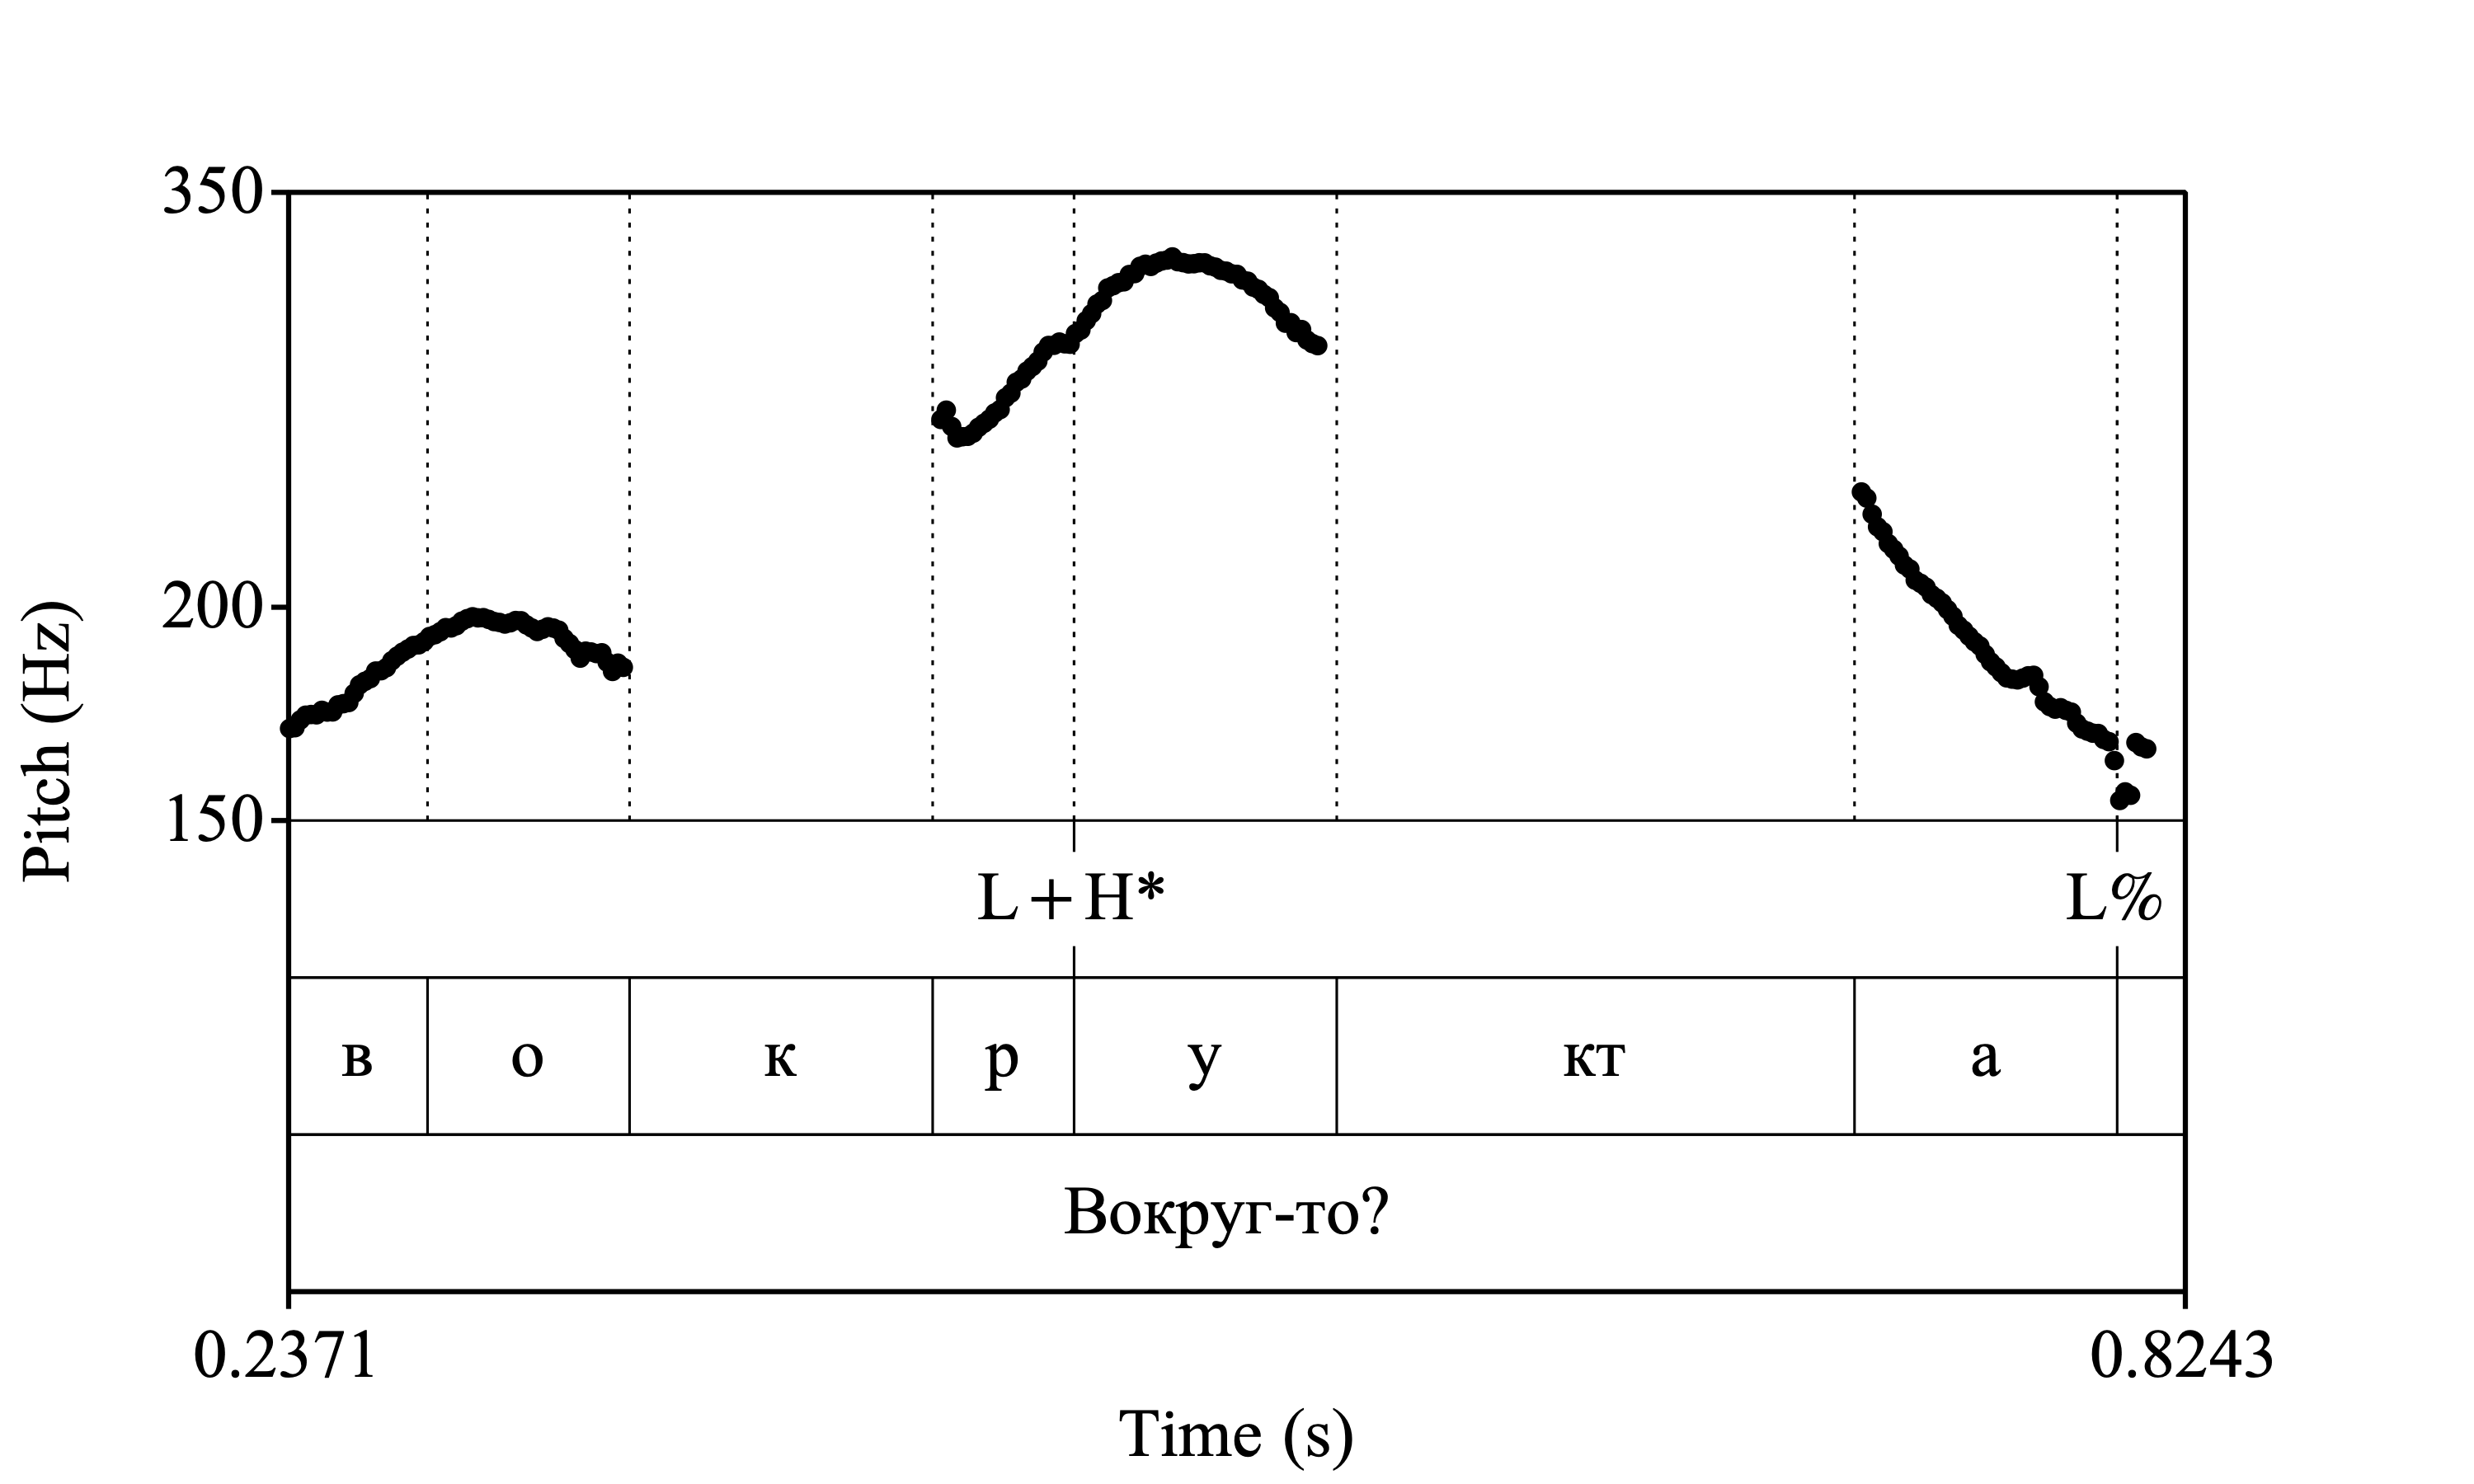 350
200
150
Pitch (Hz)
L+H* L%
в о к р у кт а
Вокруг-то?
0.2371 0.8243
Time (s)